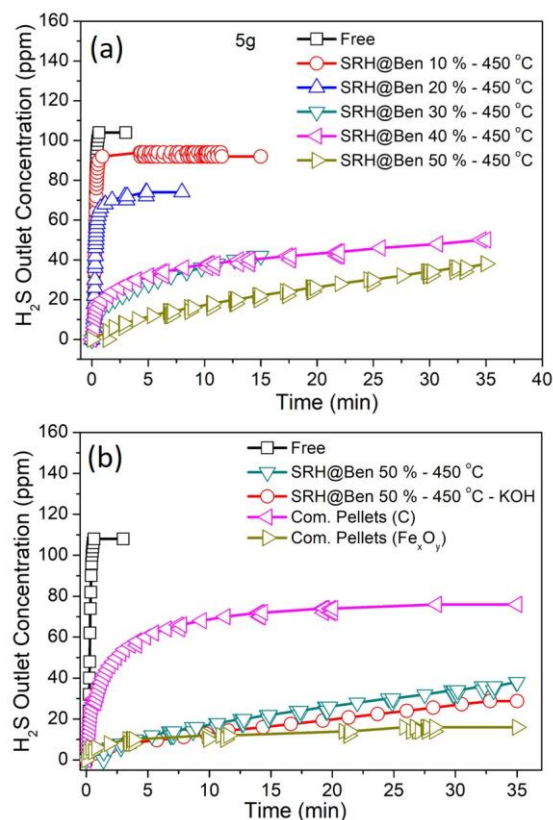 (a)
5g
Free
SRH@Ben 10 % - 450 °C
SRH@Ben 20 % - 450 °C
SRH@Ben 30 % - 450 °C
SRH@Ben 40 % - 450 °C
SRH@Ben 50 % - 450 °C
H₂S Outlet Concentration (ppm)
160
140
120
100
80
60
40
20
0
0 5 10 15 20 25 30 35 40
Time (min)
(b)
Free
SRH@Ben 50 % - 450 °C
SRH@Ben 50 % - 450 °C - KOH
Com. Pellets (C)
Com. Pellets (FeₓOᵧ)
H₂S Outlet Concentration (ppm)
160
140
120
100
80
60
40
20
0
0 5 10 15 20 25 30 35
Time (min)